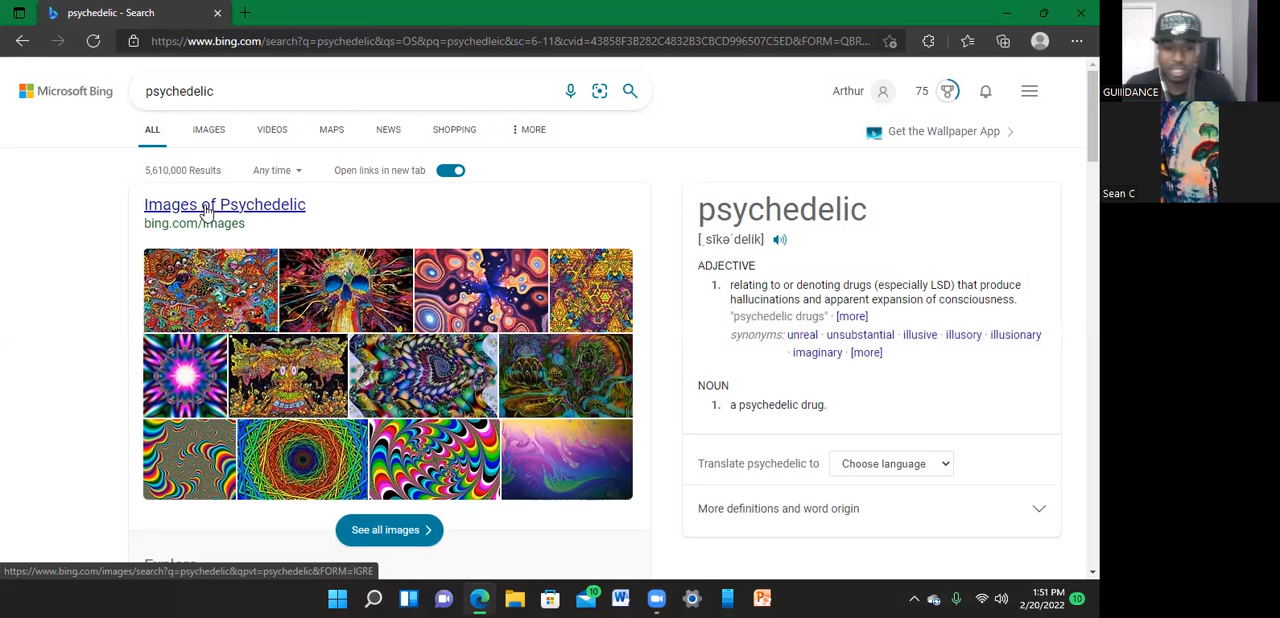 psychedelic - Search
https://www.bing.com/search?q=psychedelic&qs=OS&pq=psychedleic&sc=6-11&cvid=43858F3B282C4832B3CBCD996507C5ED&FORM=QBR...
Microsoft Bing
psychedelic
Arthur
75
ALL
IMAGES
VIDEOS
MAPS
NEWS
SHOPPING
MORE
Get the Wallpaper App
5,610,000 Results
Any time
Open links in new tab
Images of Psychedelic
bing.com/images
See all images
Explore
psychedelic
[ˌsīkəˈdelik]
ADJECTIVE
1. relating to or denoting drugs (especially LSD) that produce
hallucinations and apparent expansion of consciousness.
"psychedelic drugs" · [more]
synonyms: unreal · unsubstantial · illusive · illusory · illusionary
· imaginary · [more]
NOUN
1. a psychedelic drug.
Translate psychedelic to
Choose language
More definitions and word origin
https://www.bing.com/images/search?q=psychedelic&qpvt=psychedelic&FORM=IGRE
10
1:51 PM
2/20/2022
10
GUIIIDANCE
Sean C